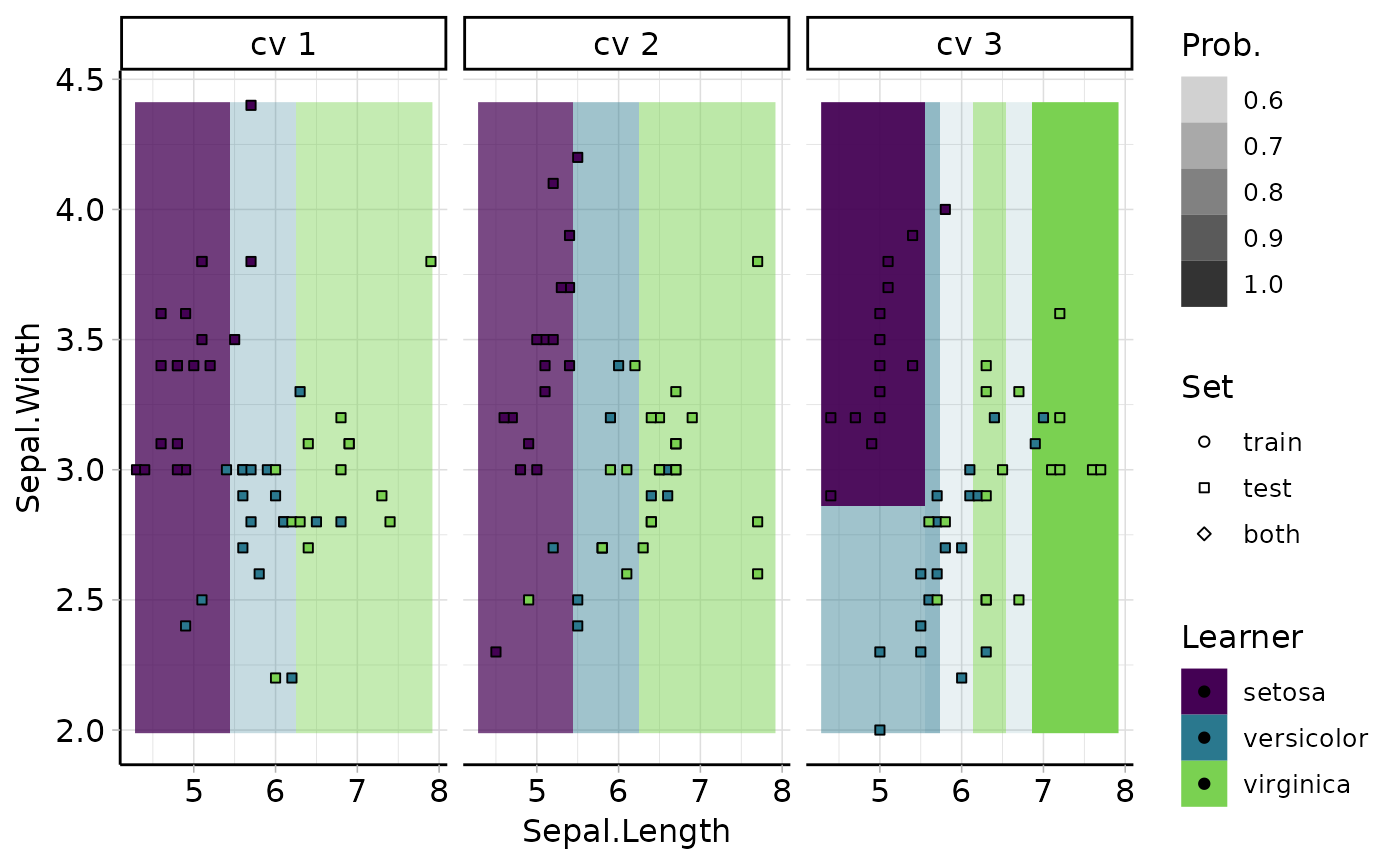 cv 1
cv 2
cv 3
4.5
4.0
3.5
3.0
2.5
2.0
Sepal.Width
5 6 7 8
5 6 7 8
5 6 7 8
Sepal.Length
Prob.
0.6
0.7
0.8
0.9
1.0
Set
train
test
both
Learner
setosa
versicolor
virginica